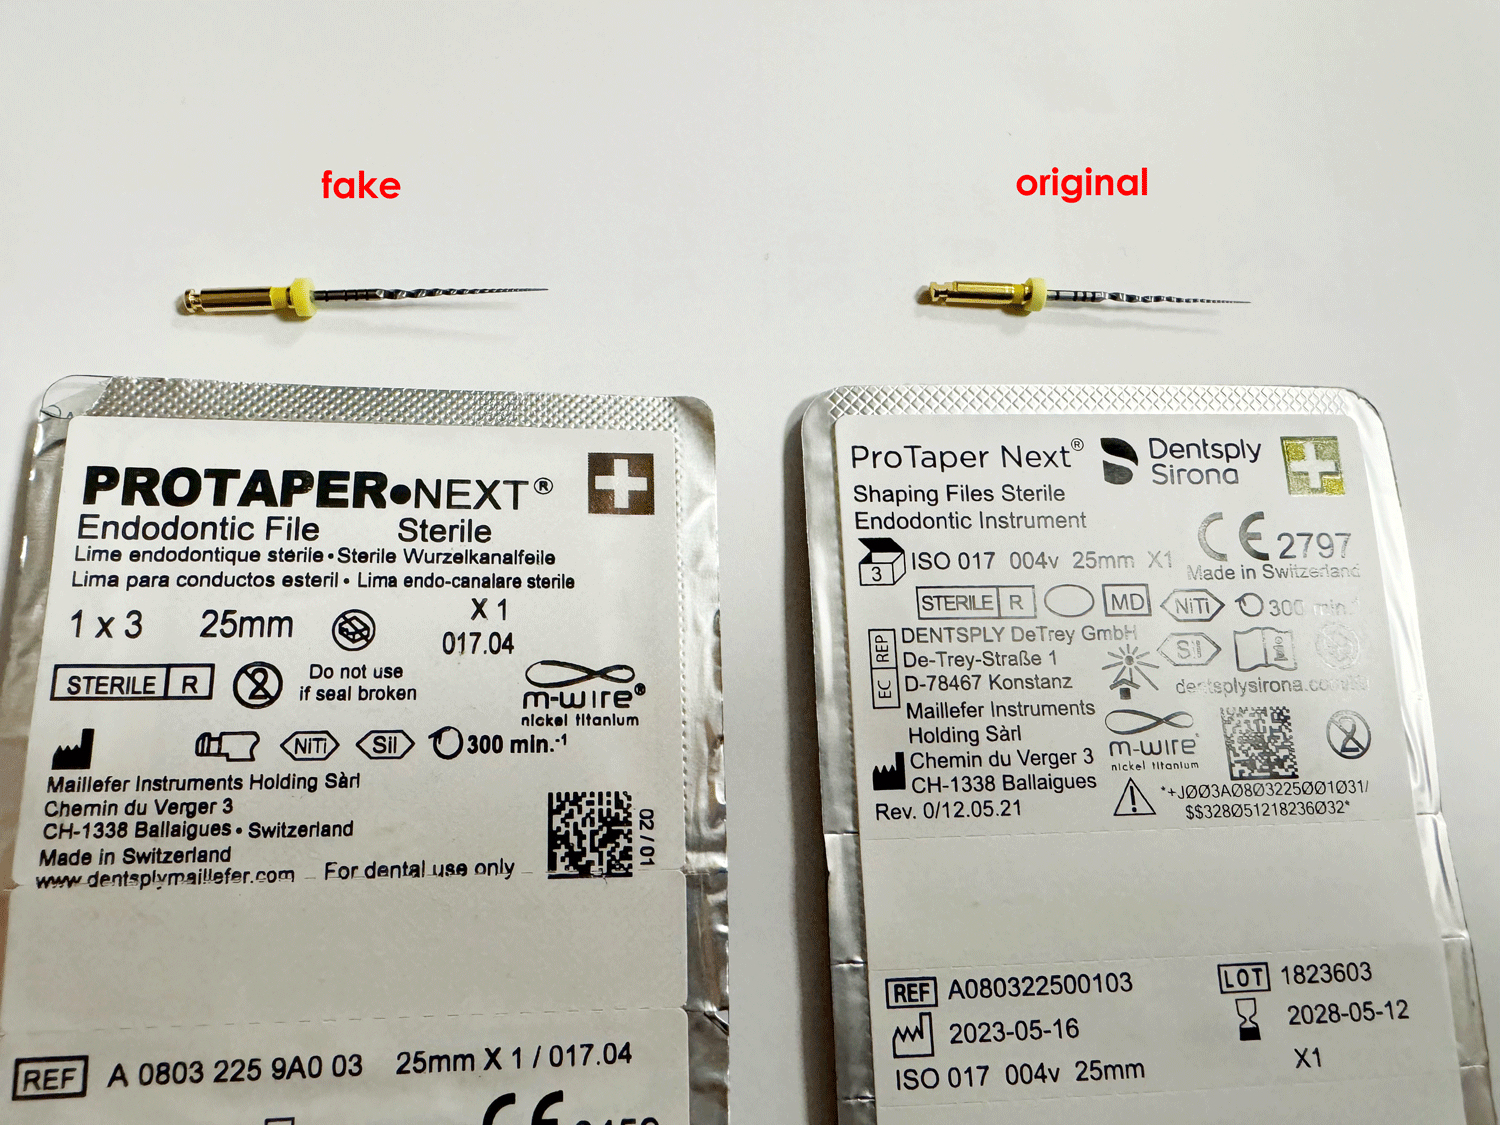 fake
original
PROTAPER•NEXT®
Endodontic File Sterile
Lime endodontique stérile • Sterile Wurzelkanalfeile
Lima para conductos esteril • Lima endo-canalare sterile
1 x 3 25mm X 1
017.04
STERILE R
2
Do not use
if seal broken
m-wire®
nickel titanium
NiTi Sil 300 min.-1
Maillefer Instruments Holding Sàrl
Chemin du Verger 3
CH-1338 Ballaigues • Switzerland
Made in Switzerland
www.dentsplymaillefer.com For dental use only
02 / 01
REF A 0803 225 9A0 03 25mm X 1 / 017.04
CE
ProTaper Next® Dentsply
Sirona
Shaping Files Sterile
Endodontic Instrument
CE 2797
3 ISO 017 004v 25mm X1
Made in Switzerland
STERILE R MD NiTi 300 min.-1
EC REP
DENTSPLY DeTrey GmbH
De-Trey-Straße 1
D-78467 Konstanz
Sil
Maillefer Instruments
Holding Sàrl
Chemin du Verger 3
CH-1338 Ballaigues
m-wire®
nickel titanium
2
Rev. 0/12.05.21
*+JØØ3AØ8Ø3225ØØ1Ø31/
$$328Ø51218236Ø32*
REF A080322500103 LOT 1823603
2023-05-16 2028-05-12
ISO 017 004v 25mm X1